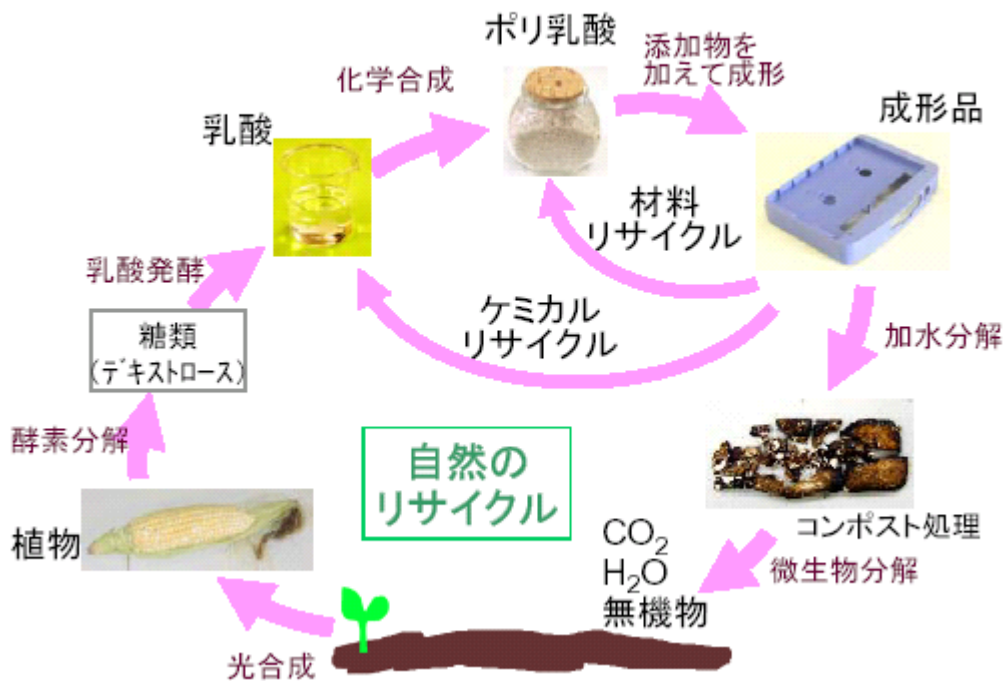 ポリ乳酸
添加物を
加えて成形
化学合成
成形品
乳酸
材料
リサイクル
乳酸発酵
ケミカル
リサイクル
糖類
(デキストロース)
加水分解
酵素分解
自然の
リサイクル
植物
コンポスト処理
CO₂
H₂O
無機物
微生物分解
光合成